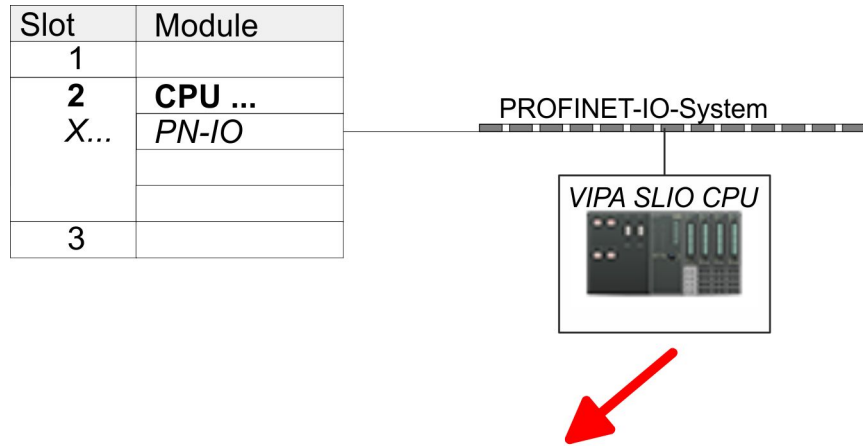 Slot Module
1
2 CPU ...
X... PN-IO
3
PROFINET-IO-System
VIPA SLIO CPU